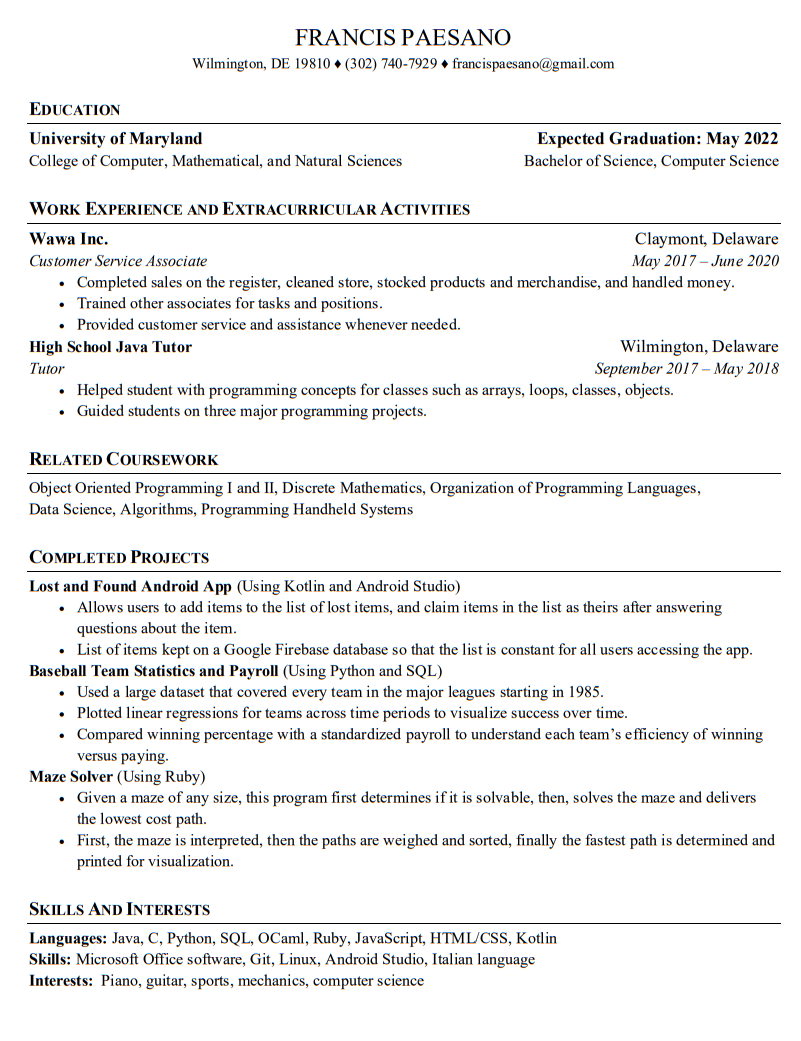 FRANCIS PAESANO
Wilmington, DE 19810 ♦ (302) 740-7929 ♦ francispaesano@gmail.com
EDUCATION
University of Maryland Expected Graduation: May 2022
College of Computer, Mathematical, and Natural Sciences Bachelor of Science, Computer Science
WORK EXPERIENCE AND EXTRACURRICULAR ACTIVITIES
Wawa Inc. Claymont, Delaware
Customer Service Associate May 2017 – June 2020
• Completed sales on the register, cleaned store, stocked products and merchandise, and handled money.
• Trained other associates for tasks and positions.
• Provided customer service and assistance whenever needed.
High School Java Tutor Wilmington, Delaware
Tutor September 2017 – May 2018
• Helped student with programming concepts for classes such as arrays, loops, classes, objects.
• Guided students on three major programming projects.
RELATED COURSEWORK
Object Oriented Programming I and II, Discrete Mathematics, Organization of Programming Languages,
Data Science, Algorithms, Programming Handheld Systems
COMPLETED PROJECTS
Lost and Found Android App (Using Kotlin and Android Studio)
• Allows users to add items to the list of lost items, and claim items in the list as theirs after answering
questions about the item.
• List of items kept on a Google Firebase database so that the list is constant for all users accessing the app.
Baseball Team Statistics and Payroll (Using Python and SQL)
• Used a large dataset that covered every team in the major leagues starting in 1985.
• Plotted linear regressions for teams across time periods to visualize success over time.
• Compared winning percentage with a standardized payroll to understand each team’s efficiency of winning
versus paying.
Maze Solver (Using Ruby)
• Given a maze of any size, this program first determines if it is solvable, then, solves the maze and delivers
the lowest cost path.
• First, the maze is interpreted, then the paths are weighed and sorted, finally the fastest path is determined and
printed for visualization.
SKILLS AND INTERESTS
Languages: Java, C, Python, SQL, OCaml, Ruby, JavaScript, HTML/CSS, Kotlin
Skills: Microsoft Office software, Git, Linux, Android Studio, Italian language
Interests: Piano, guitar, sports, mechanics, computer science